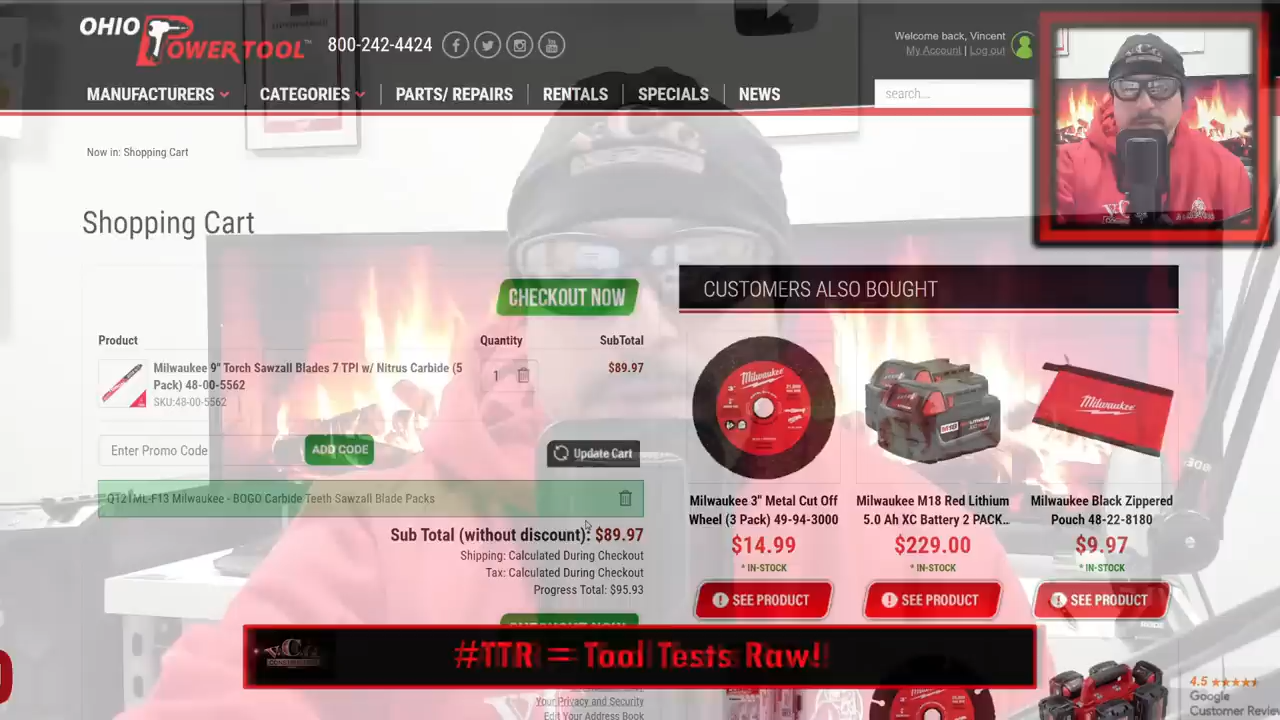 OHIO
POWER TOOL™
800-242-4424
Welcome back, Vincent
My Account | Log out
MANUFACTURERS
CATEGORIES
PARTS/ REPAIRS
RENTALS
SPECIALS
NEWS
search...
Now in: Shopping Cart
Shopping Cart
CHECKOUT NOW
Product
Quantity
SubTotal
Milwaukee 9" Torch Sawzall Blades 7 TPI w/ Nitrus Carbide (5
Pack) 48-00-5562
SKU:48-00-5562
1
$89.97
Enter Promo Code
ADD CODE
Update Cart
Q121ML-F13 Milwaukee - BOGO Carbide Teeth Sawzall Blade Packs
Sub Total (without discount): $89.97
Shipping: Calculated During Checkout
Tax: Calculated During Checkout
Progress Total: $95.93
CHECKOUT NOW
Your Privacy and Security
Edit Your Address Book
CUSTOMERS ALSO BOUGHT
Milwaukee
Milwaukee 3" Metal Cut Off
Wheel (3 Pack) 49-94-3000
$14.99
* IN-STOCK
SEE PRODUCT
M18
Milwaukee M18 Red Lithium
5.0 Ah XC Battery 2 PACK...
$229.00
* IN-STOCK
SEE PRODUCT
Milwaukee
Milwaukee Black Zippered
Pouch 48-22-8180
$9.97
* IN-STOCK
SEE PRODUCT
#TTR = Tool Tests Raw!!
4.5
Google
Customer Revie